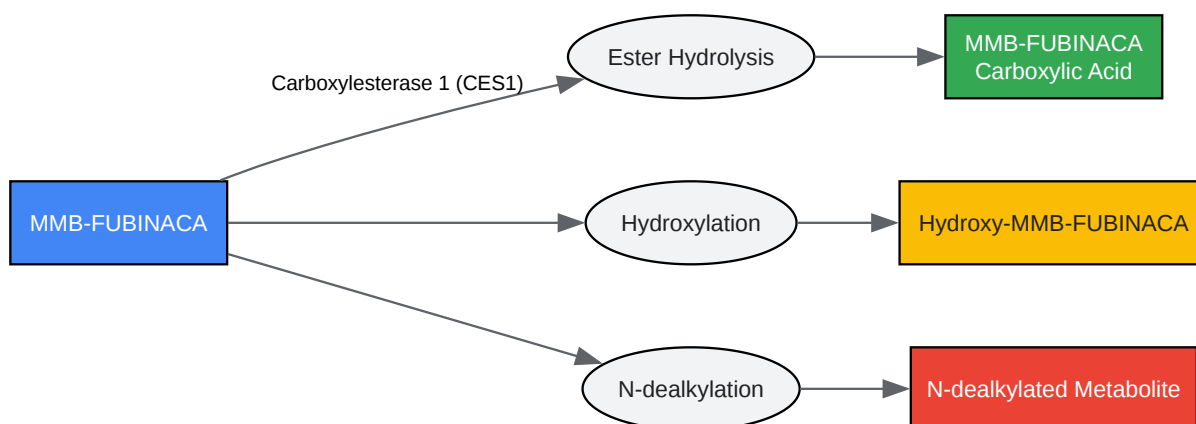 Carboxylesterase 1 (CES1)
Ester Hydrolysis
MMB-FUBINACA
Carboxylic Acid
MMB-FUBINACA
Hydroxylation
Hydroxy-MMB-FUBINACA
N-dealkylation
N-dealkylated Metabolite